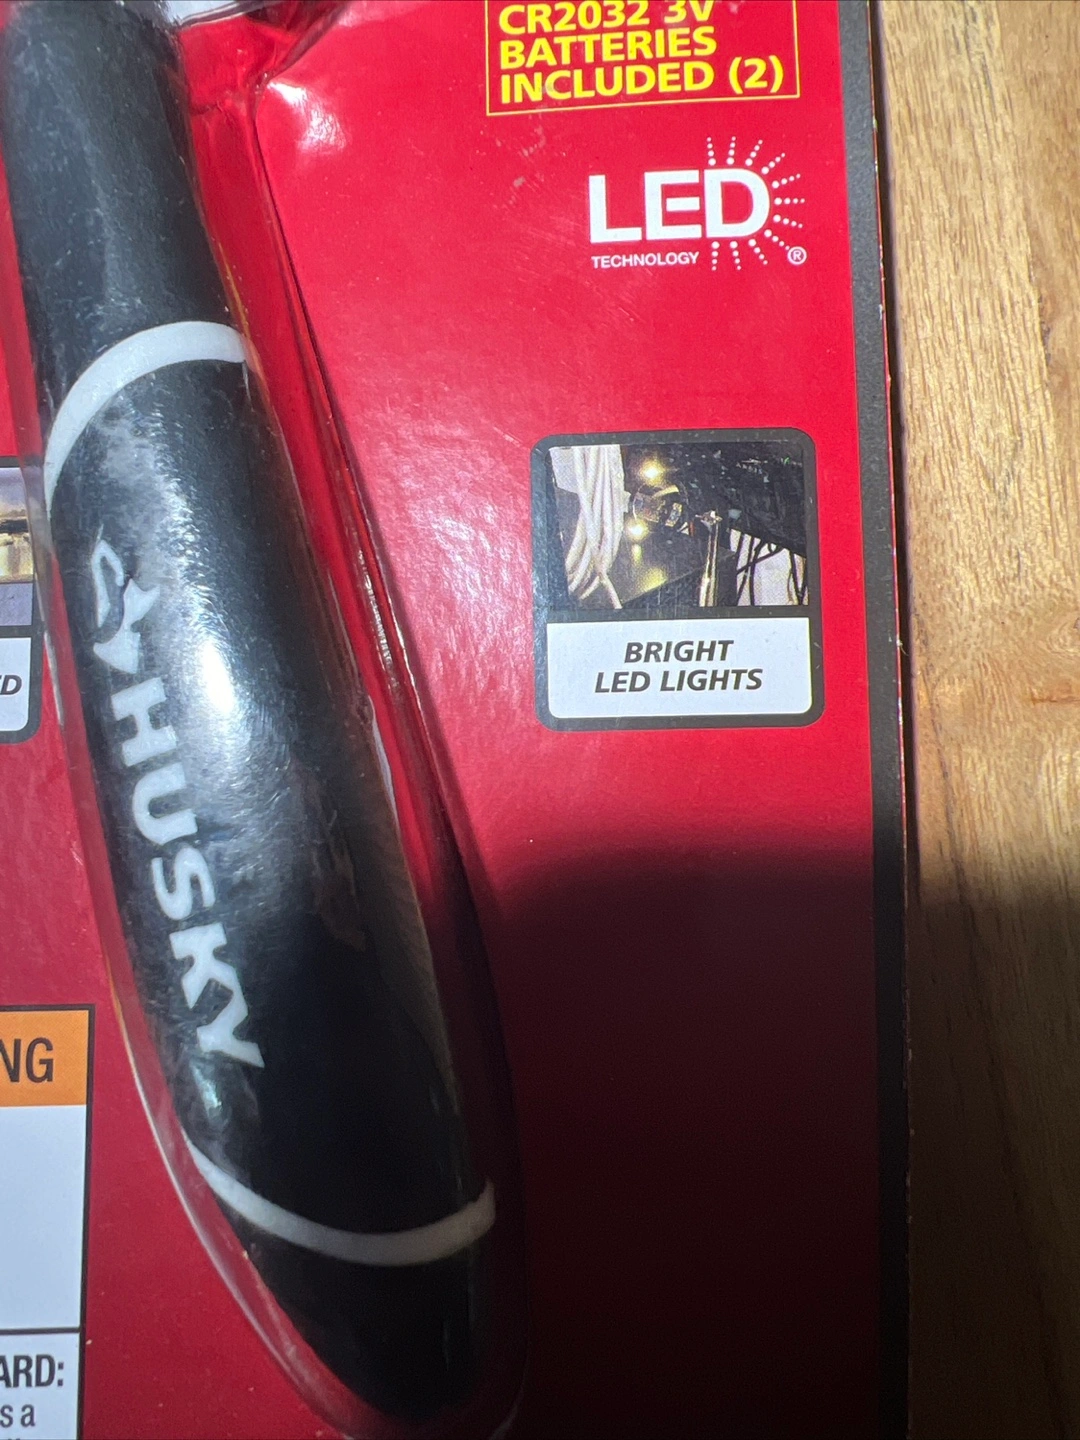 CR2032 3V
BATTERIES
INCLUDED (2)
LED
TECHNOLOGY ®
BRIGHT
LED LIGHTS
HUSKY
NG
ARD:
s a